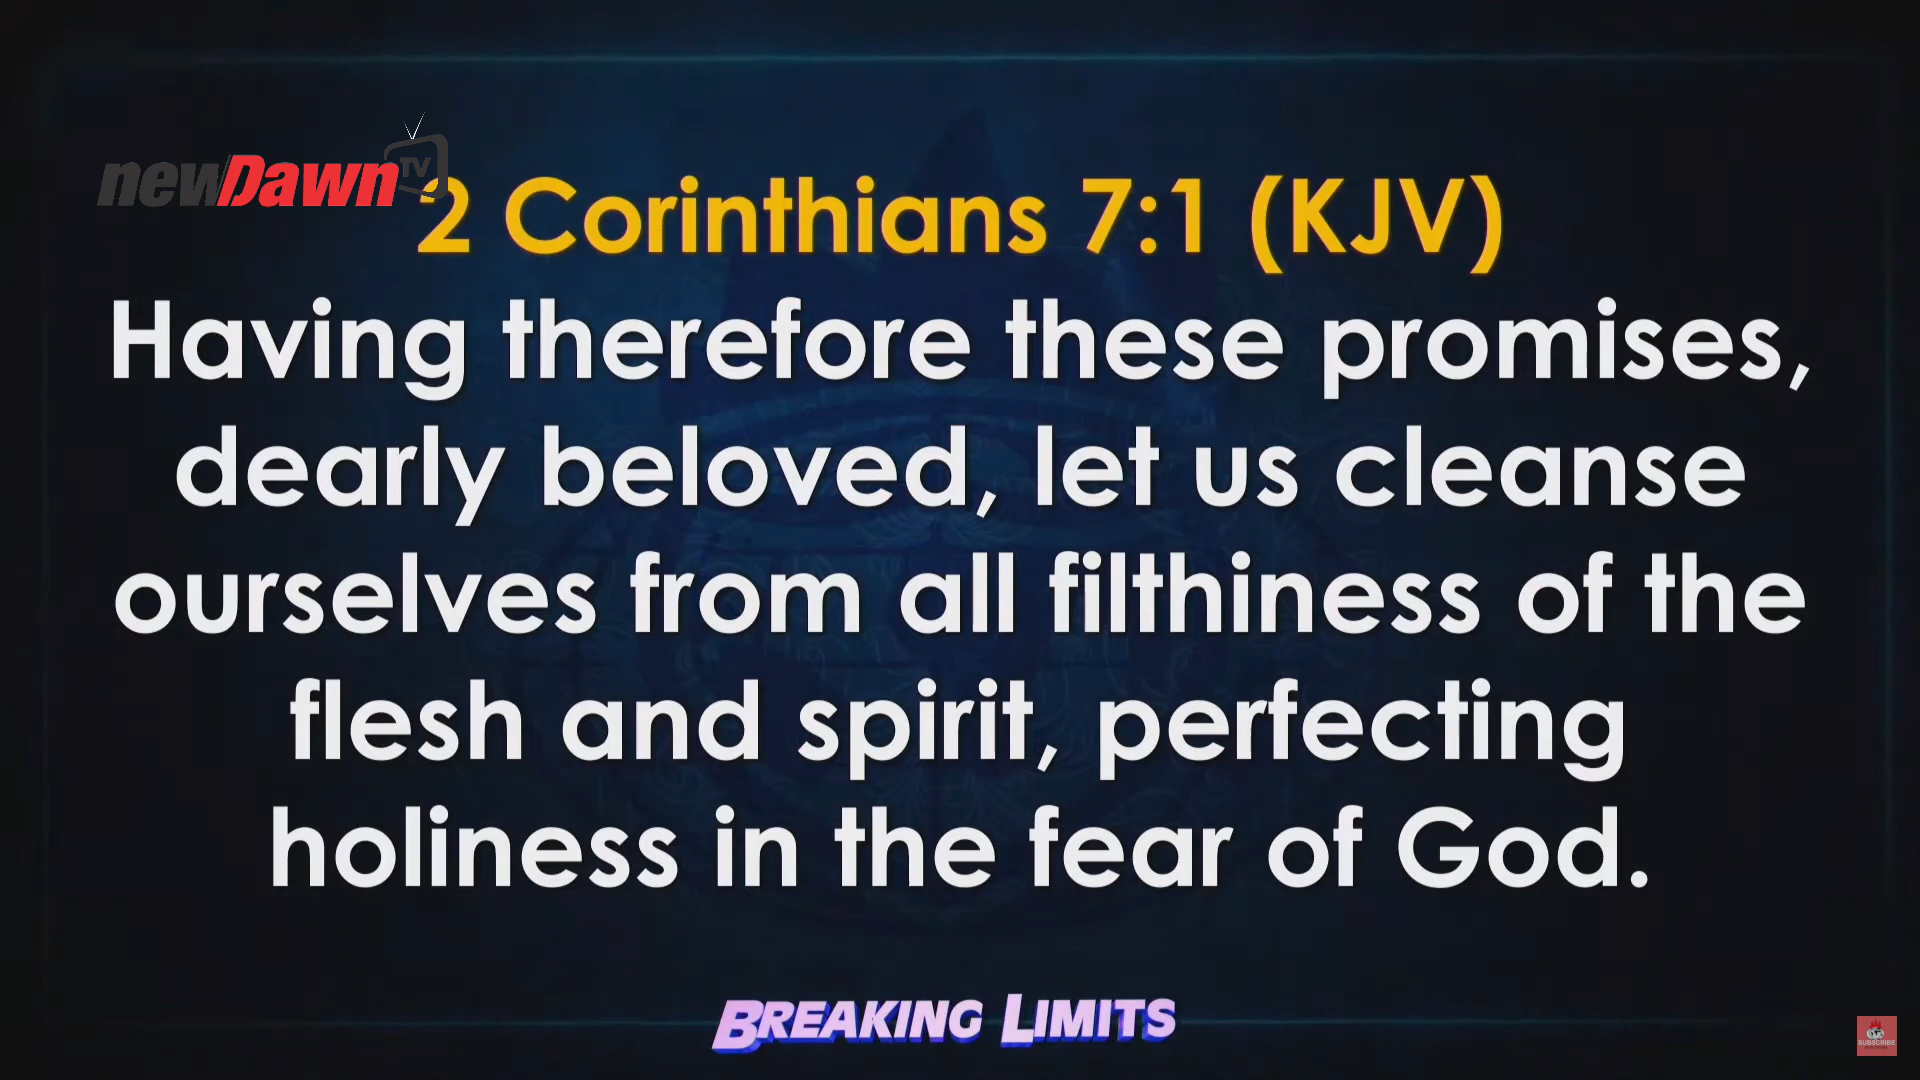 newDawn TV
2 Corinthians 7:1 (KJV)
Having therefore these promises,
dearly beloved, let us cleanse
ourselves from all filthiness of the
flesh and spirit, perfecting
holiness in the fear of God.
BREAKING LIMITS
SUBSCRIBE